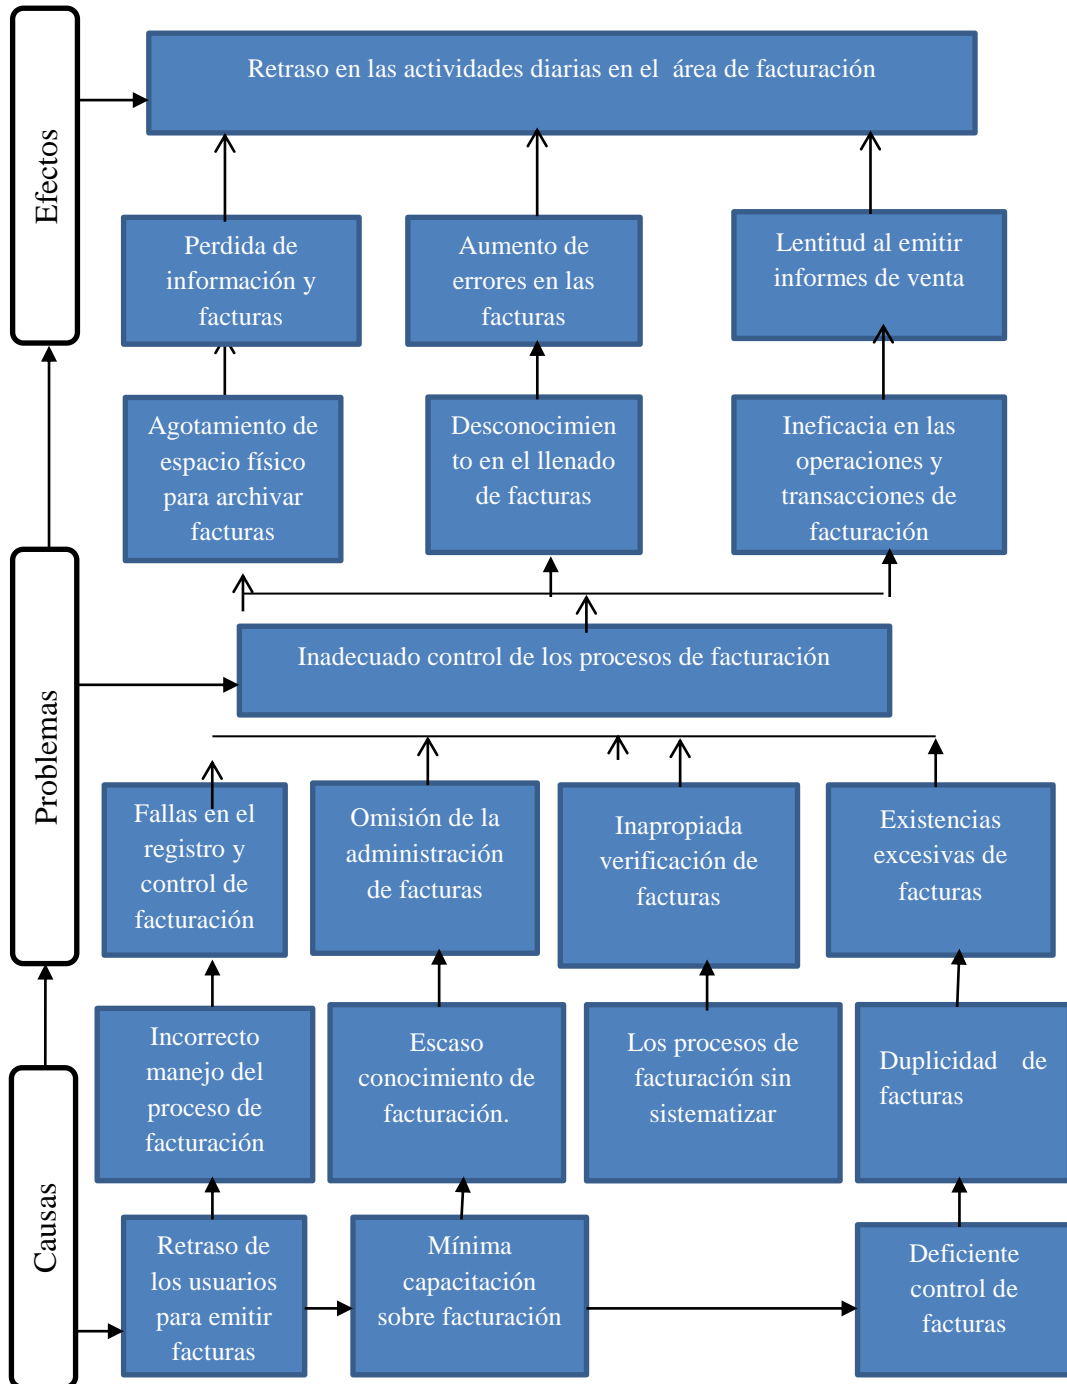 Efectos
Retraso en las actividades diarias en el  área de facturación
Perdida de
información y
facturas
Aumento de
errores en las
facturas
Lentitud al emitir
informes de venta
Agotamiento de
espacio físico
para archivar
facturas
Desconocimien
to en el llenado
de facturas
Ineficacia en las
operaciones y
transacciones de
facturación
Problemas
Inadecuado control de los procesos de facturación
Fallas en el
registro y
control de
facturación
Omisión de la
administración
de facturas
Inapropiada
verificación de
facturas
Existencias
excesivas de
facturas
Causas
Incorrecto
manejo del
proceso de
facturación
Escaso
conocimiento de
facturación.
Los procesos de
facturación sin
sistematizar
Duplicidad de
facturas
Retraso de
los usuarios
para emitir
facturas
Mínima
capacitación
sobre facturación
Deficiente
control de
facturas